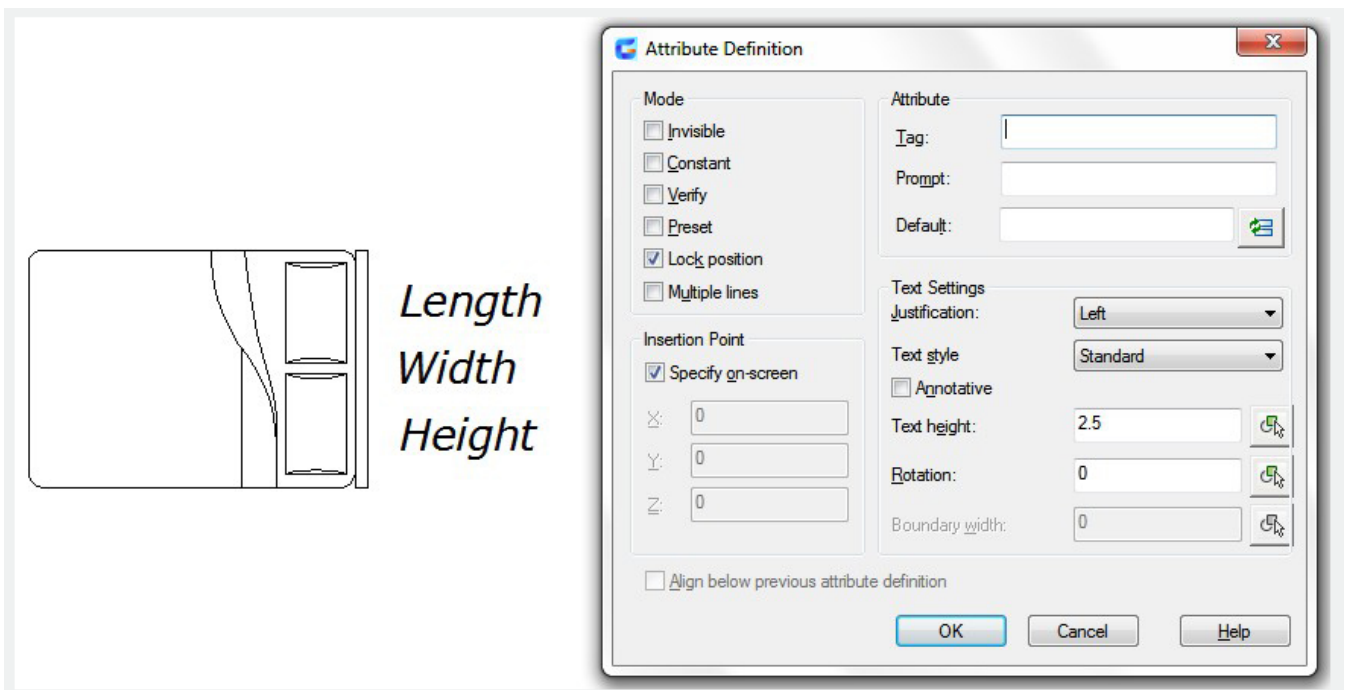 Length
Width
Height
Attribute Definition
Mode
Invisible
Constant
Verify
Preset
Lock position
Multiple lines
Insertion Point
Specify on-screen
X: 0
Y: 0
Z: 0
Attribute
Tag:
Prompt:
Default:
Text Settings
Justification: Left
Text style Standard
Annotative
Text height: 2.5
Rotation: 0
Boundary width: 0
Align below previous attribute definition
OK Cancel Help